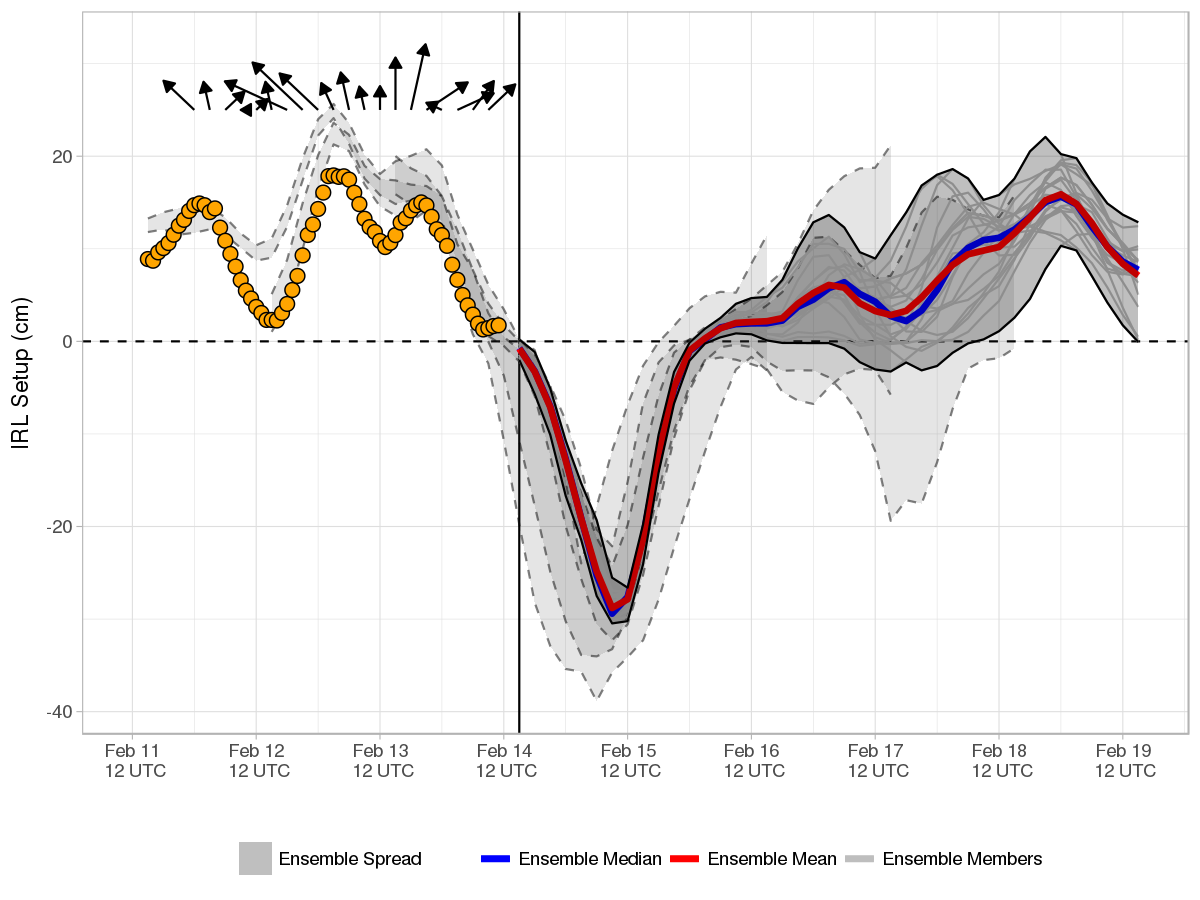 IRL Setup (cm)
20
0
-20
-40
Feb 11
12 UTC
Feb 12
12 UTC
Feb 13
12 UTC
Feb 14
12 UTC
Feb 15
12 UTC
Feb 16
12 UTC
Feb 17
12 UTC
Feb 18
12 UTC
Feb 19
12 UTC
Ensemble Spread
Ensemble Median
Ensemble Mean
Ensemble Members